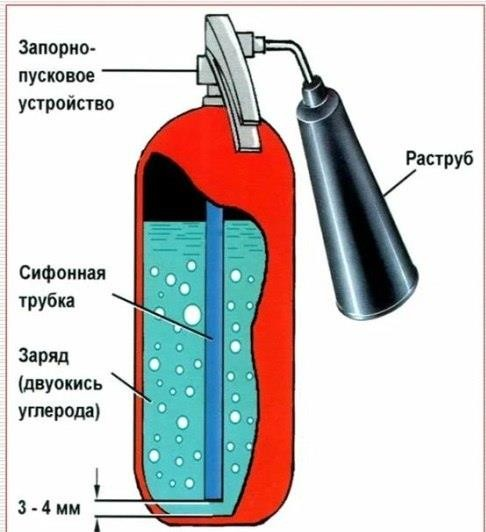 Запорно-
пусковое
устройство
Раструб
Сифонная
трубка
Заряд
(двуокись
углерода)
3 - 4 мм